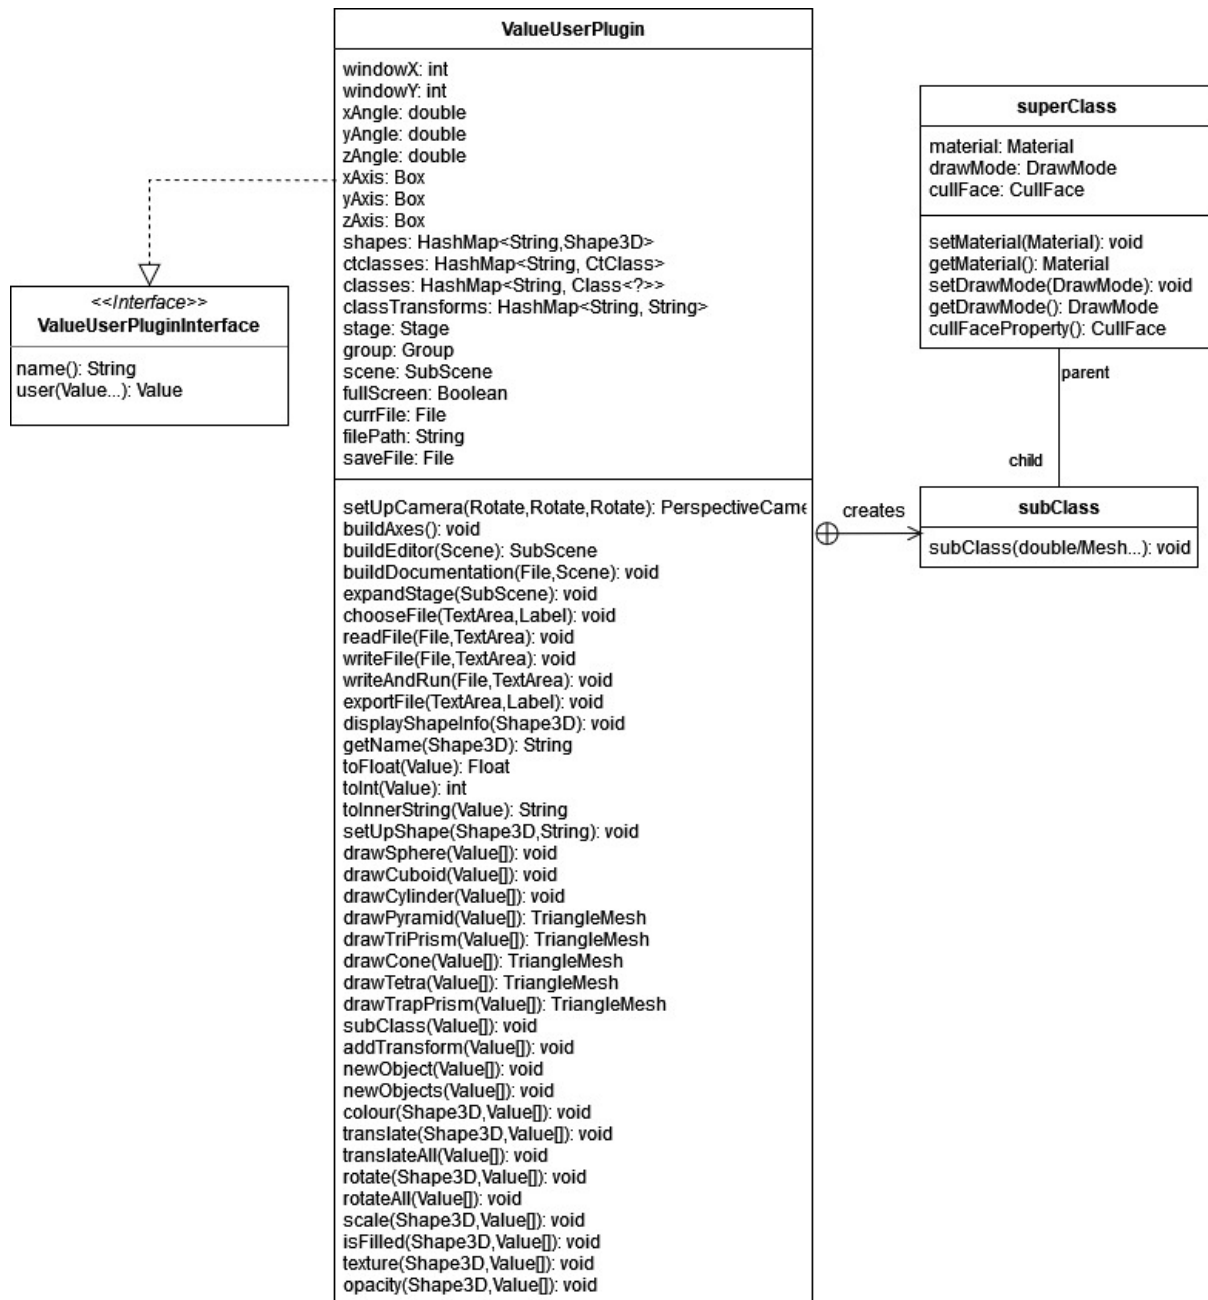 ValueUserPlugin
windowX: int
windowY: int
xAngle: double
yAngle: double
zAngle: double
xAxis: Box
yAxis: Box
zAxis: Box
shapes: HashMap<String,Shape3D>
ctclasses: HashMap<String, CtClass>
classes: HashMap<String, Class<?>>
classTransforms: HashMap<String, String>
stage: Stage
group: Group
scene: SubScene
fullScreen: Boolean
currFile: File
filePath: String
saveFile: File
setUpCamera(Rotate,Rotate,Rotate): PerspectiveCame
buildAxes(): void
buildEditor(Scene): SubScene
buildDocumentation(File,Scene): void
expandStage(SubScene): void
chooseFile(TextArea,Label): void
readFile(File,TextArea): void
writeFile(File,TextArea): void
writeAndRun(File,TextArea): void
exportFile(TextArea,Label): void
displayShapeInfo(Shape3D): void
getName(Shape3D): String
toFloat(Value): Float
toInt(Value): int
toInnerString(Value): String
setUpShape(Shape3D,String): void
drawSphere(Value[]): void
drawCuboid(Value[]): void
drawCylinder(Value[]): void
drawPyramid(Value[]): TriangleMesh
drawTriPrism(Value[]): TriangleMesh
drawCone(Value[]): TriangleMesh
drawTetra(Value[]): TriangleMesh
drawTrapPrism(Value[]): TriangleMesh
subClass(Value[]): void
addTransform(Value[]): void
newObject(Value[]): void
newObjects(Value[]): void
colour(Shape3D,Value[]): void
translate(Shape3D,Value[]): void
translateAll(Value[]): void
rotate(Shape3D,Value[]): void
rotateAll(Value[]): void
scale(Shape3D,Value[]): void
isFilled(Shape3D,Value[]): void
texture(Shape3D,Value[]): void
opacity(Shape3D,Value[]): void
<<Interface>>
ValueUserPluginInterface
name(): String
user(Value...): Value
superClass
material: Material
drawMode: DrawMode
cullFace: CullFace
setMaterial(Material): void
getMaterial(): Material
setDrawMode(DrawMode): void
getDrawMode(): DrawMode
cullFaceProperty(): CullFace
parent
child
creates
subClass
subClass(double/Mesh...): void